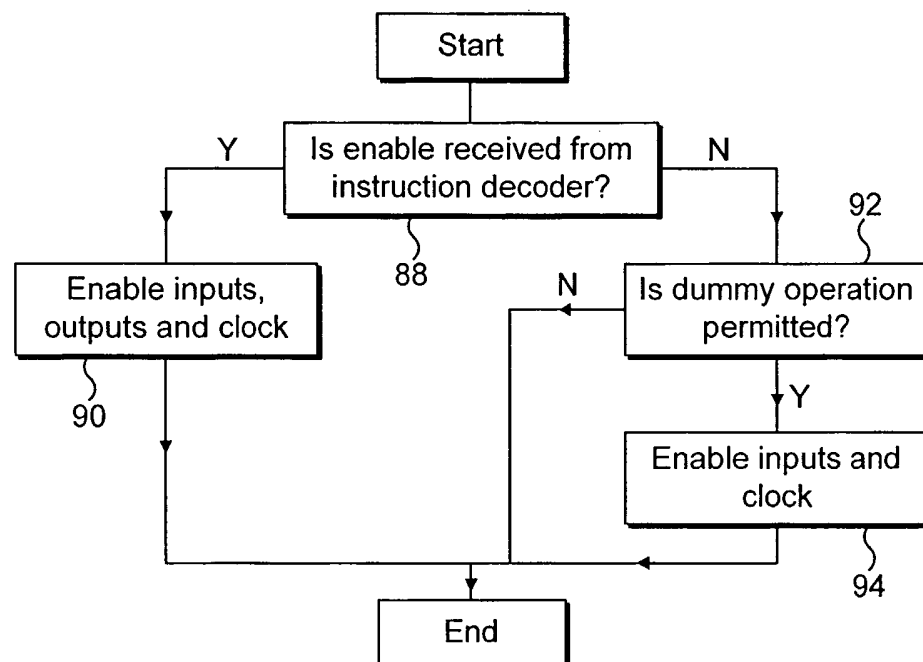 Start
Y
Is enable received from
instruction decoder?
N
88
92
Enable inputs,
outputs and clock
90
N
Is dummy operation
permitted?
Y
Enable inputs and
clock
94
End